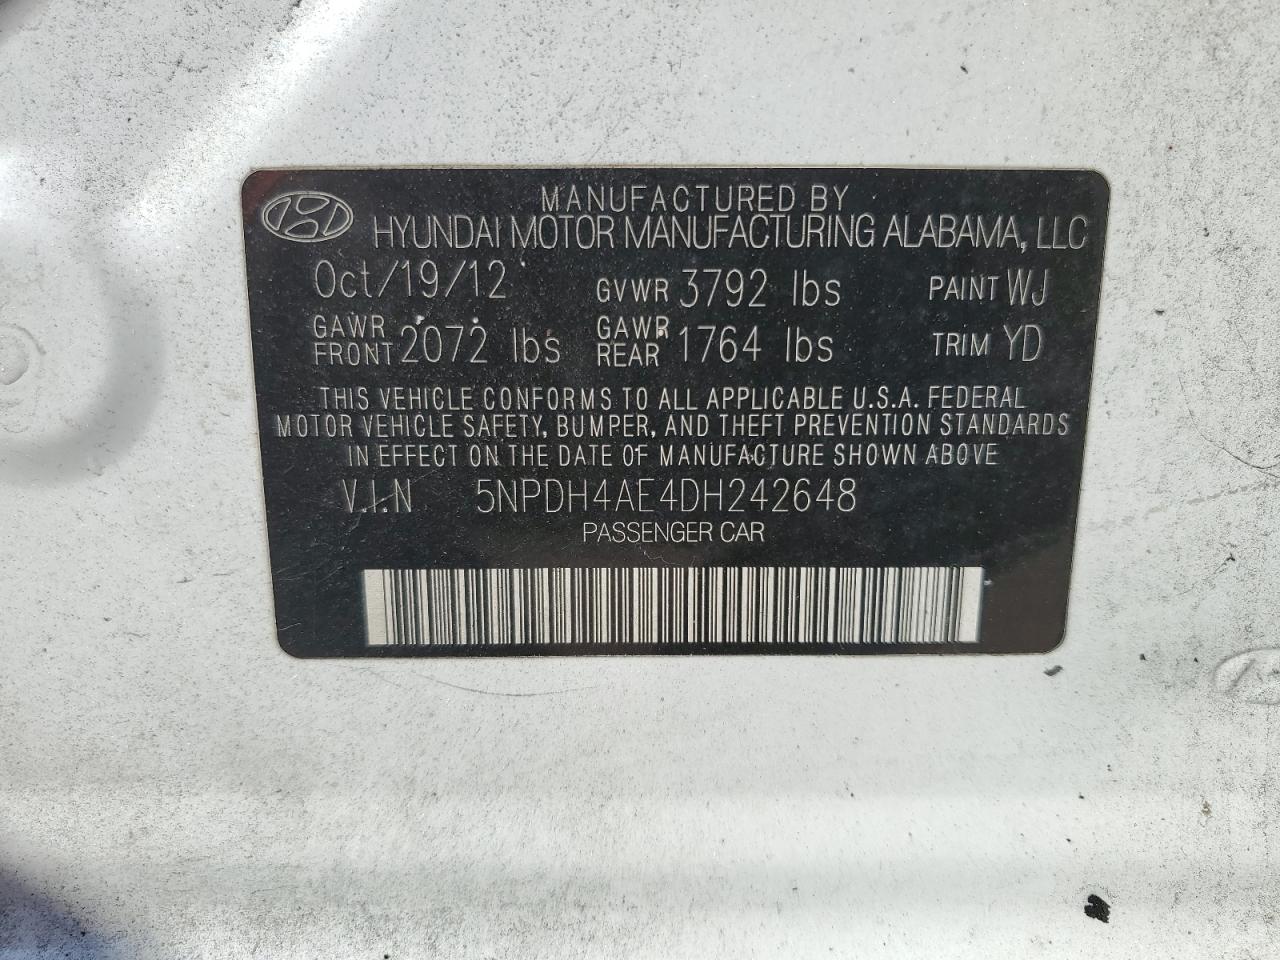 MANUFACTURED BY
HYUNDAI MOTOR MANUFACTURING ALABAMA, LLC
Oct/19/12 GVWR 3792 lbs PAINT WJ
GAWR FRONT 2072 lbs GAWR REAR 1764 lbs TRIM YD
THIS VEHICLE CONFORMS TO ALL APPLICABLE U.S.A. FEDERAL
MOTOR VEHICLE SAFETY, BUMPER, AND THEFT PREVENTION STANDARDS
IN EFFECT ON THE DATE OF MANUFACTURE SHOWN ABOVE
V.I.N 5NPDH4AE4DH242648
PASSENGER CAR